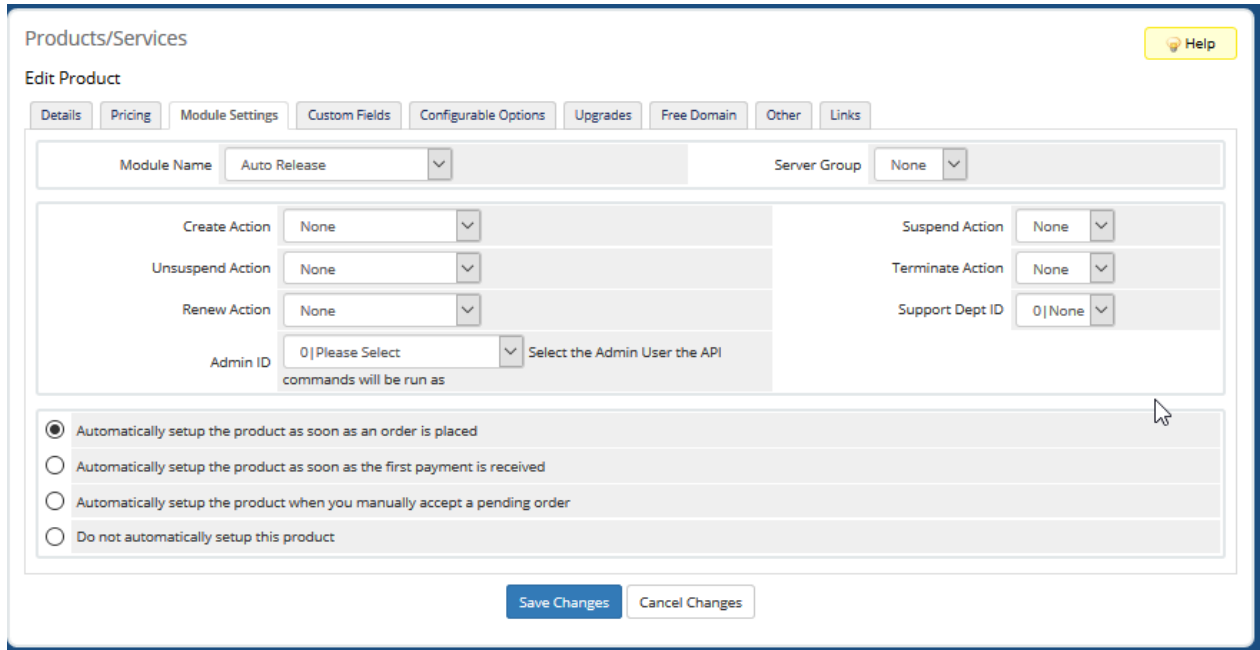 Products/Services
Help
Edit Product
Details Pricing Module Settings Custom Fields Configurable Options Upgrades Free Domain Other Links
Module Name Auto Release Server Group None
Create Action None Suspend Action None
Unsuspend Action None Terminate Action None
Renew Action None Support Dept ID 0|None
Admin ID 0|Please Select Select the Admin User the API
commands will be run as
Automatically setup the product as soon as an order is placed
Automatically setup the product as soon as the first payment is received
Automatically setup the product when you manually accept a pending order
Do not automatically setup this product
Save Changes Cancel Changes